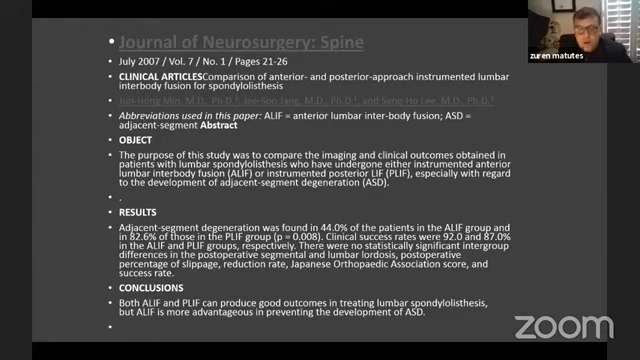 zuren matutes
• Journal of Neurosurgery: Spine
• July 2007 / Vol. 7 / No. 1 / Pages 21-26
• CLINICAL ARTICLESComparison of anterior- and posterior-approach instrumented lumbar
interbody fusion for spondylolisthesis
• Jun-Hong Min, M.D., Ph.D.², Jee-Soo Jang, M.D., Ph.D.¹, and Sang-Ho Lee, M.D., Ph.D.²
• Abbreviations used in this paper: ALIF = anterior lumbar inter-body fusion; ASD =
adjacent-segment Abstract
• OBJECT
• The purpose of this study was to compare the imaging and clinical outcomes obtained in
patients with lumbar spondylolisthesis who have undergone either instrumented anterior
lumbar interbody fusion (ALIF) or instrumented posterior LIF (PLIF), especially with regard
to the development of adjacent-segment degeneration (ASD).
• .
• RESULTS
• Adjacent-segment degeneration was found in 44.0% of the patients in the ALIF group and
in 82.6% of those in the PLIF group (p = 0.008). Clinical success rates were 92.0 and 87.0%
in the ALIF and PLIF groups, respectively. There were no statistically significant intergroup
differences in the postoperative segmental and lumbar lordosis, postoperative
percentage of slippage, reduction rate, Japanese Orthopaedic Association score, and
success rate.
• CONCLUSIONS
• Both ALIF and PLIF can produce good outcomes in treating lumbar spondylolisthesis,
but ALIF is more advantageous in preventing the development of ASD.
•
zoom